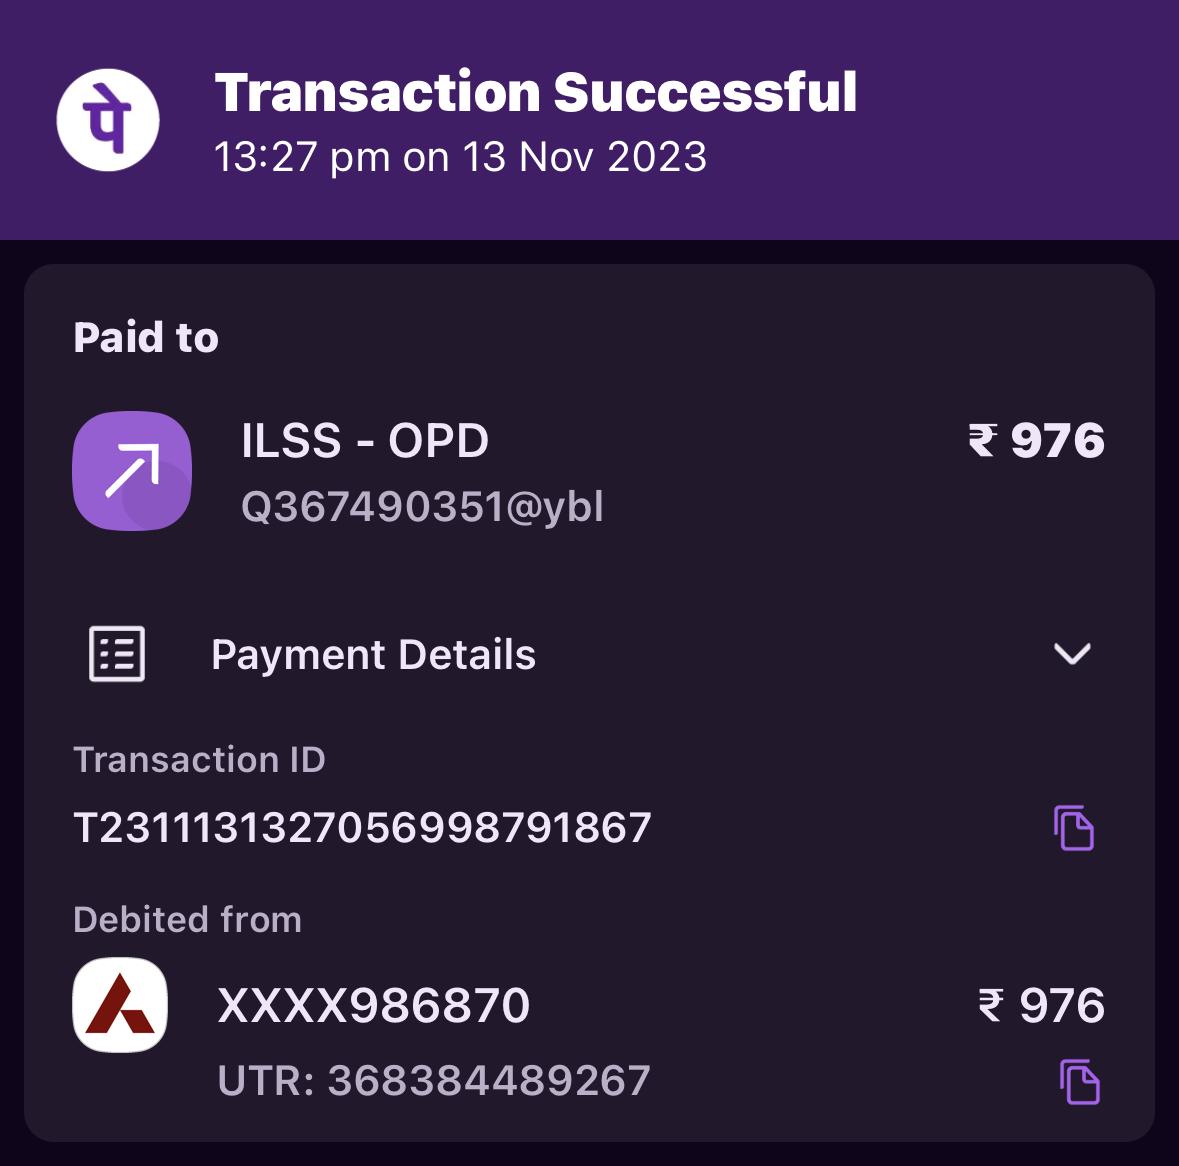 पे
Transaction Successful
13:27 pm on 13 Nov 2023
Paid to
ILSS - OPD
₹ 976
Q367490351@ybl
Payment Details
Transaction ID
T2311131327056998791867
Debited from
XXXX986870
₹ 976
UTR: 368384489267